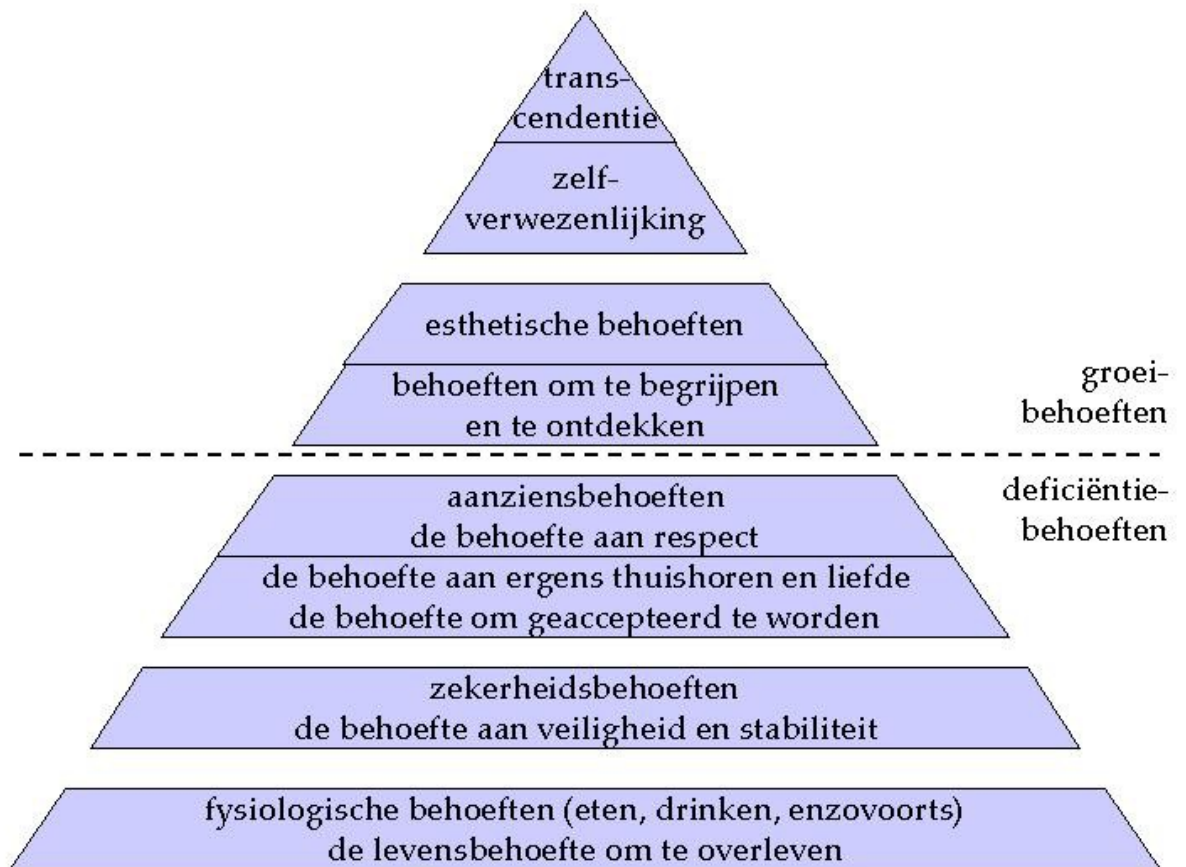 trans-
cendentie
zelf-
verwezenlijking
esthetische behoeften
behoeften om te begrijpen
en te ontdekken
groei-
behoeften
aanziensbehoeften
de behoefte aan respect
deficiëntie-
behoeften
de behoefte aan ergens thuishoren en liefde
de behoefte om geaccepteerd te worden
zekerheidsbehoeften
de behoefte aan veiligheid en stabiliteit
fysiologische behoeften (eten, drinken, enzovoorts)
de levensbehoefte om te overleven